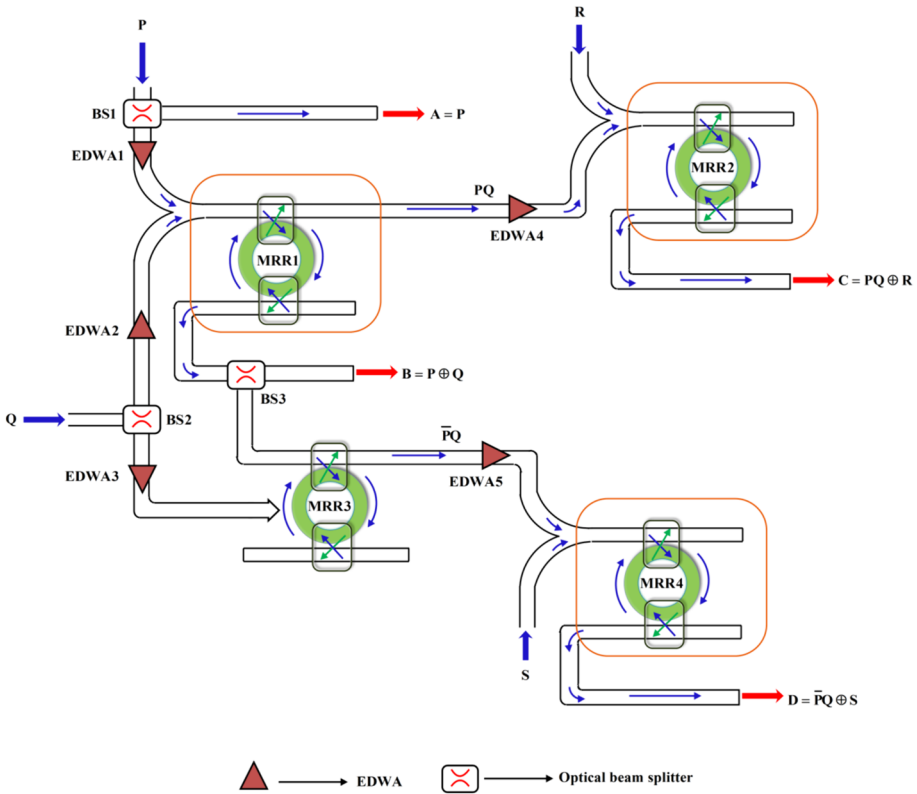 P
R
BS1
A = P
EDWA1
MRR2
PQ
EDWA4
MRR1
C = PQ ⊕ R
EDWA2
B = P ⊕ Q
BS3
Q
BS2
P̅Q
EDWA3
EDWA5
MRR3
MRR4
S
D = P̅Q ⊕ S
EDWA
Optical beam splitter